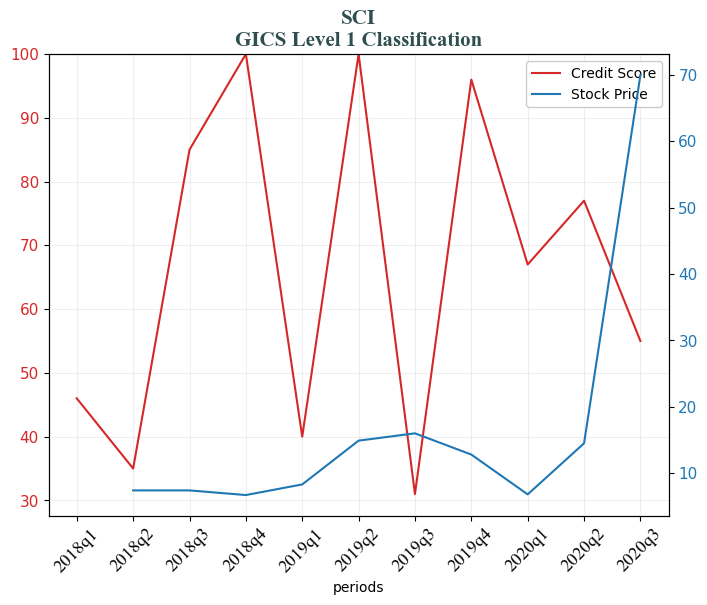 SCI
GICS Level 1 Classification
100
90
80
70
60
50
40
30
Credit Score
Stock Price
70
60
50
40
30
20
10
2018q1
2018q2
2018q3
2018q4
2019q1
2019q2
2019q3
2019q4
2020q1
2020q2
2020q3
periods